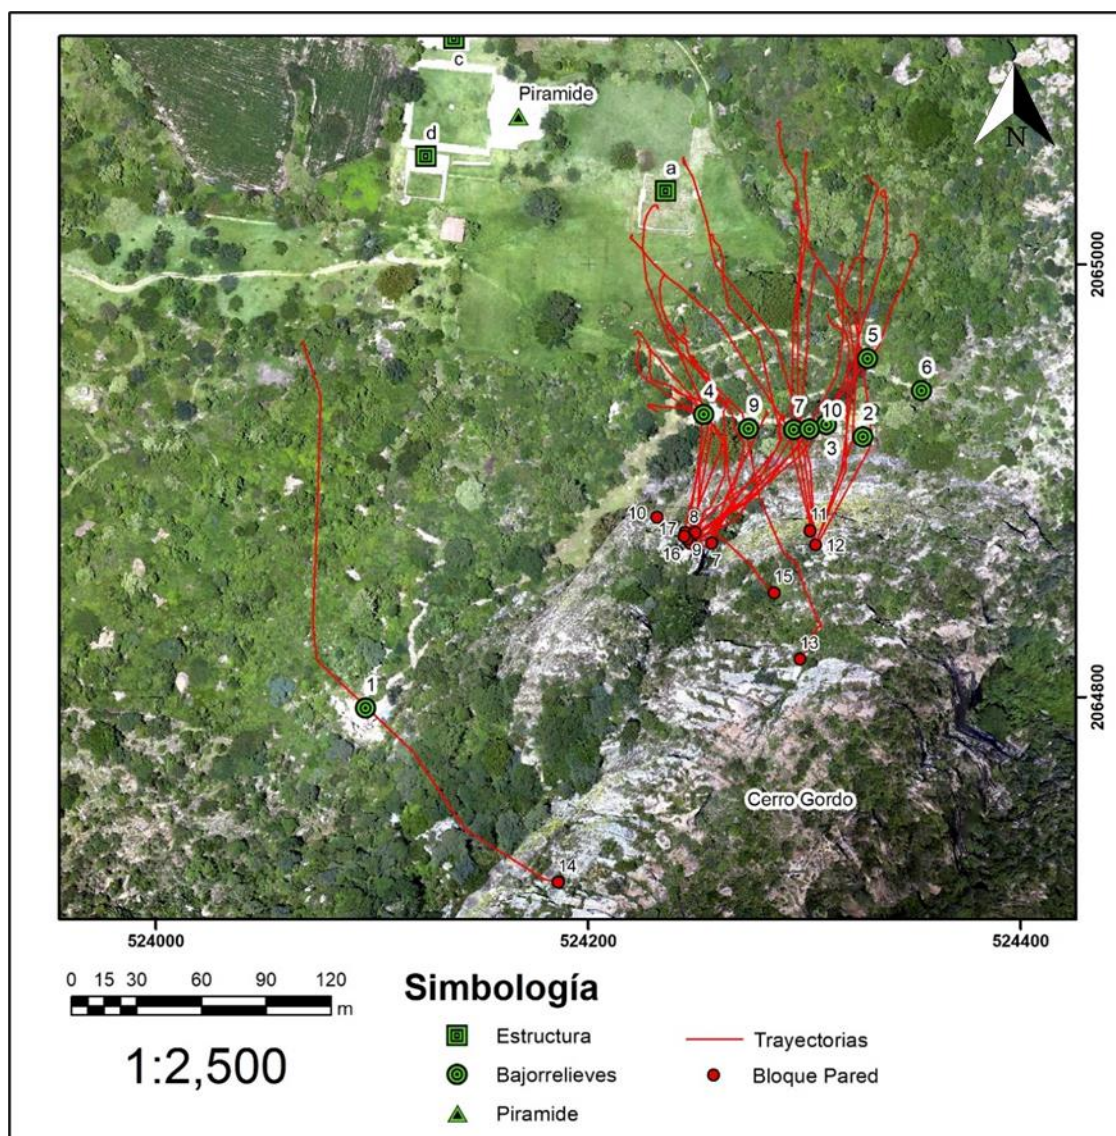 c
Piramide
d
a
N
2065000
5
6
4
9
7
10
3
2
10
17
8
16
9
7
11
12
15
13
1
2064800
Cerro Gordo
14
524000
524200
524400
0 15 30 60 90 120
m
1:2,500
Simbología
Estructura
Bajorrelieves
Piramide
Trayectorias
Bloque Pared